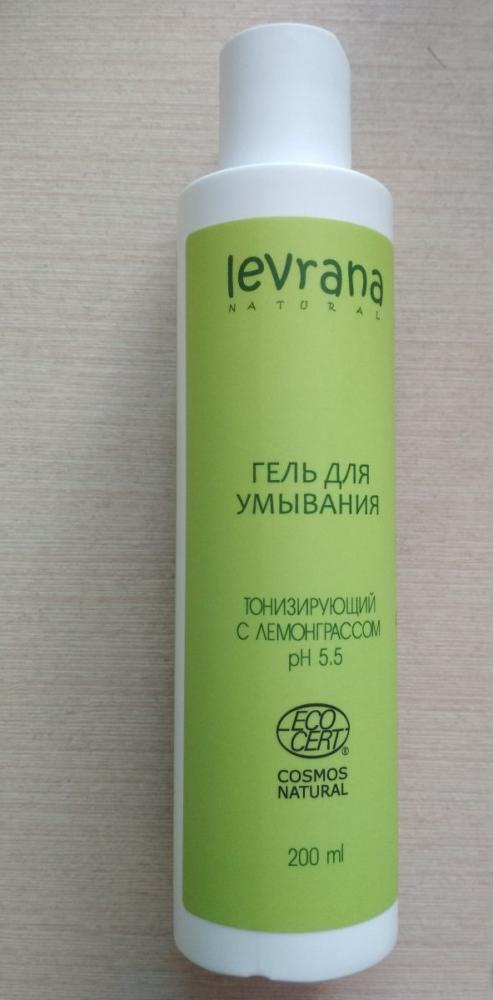 levrana
NATURAL
ГЕЛЬ ДЛЯ
УМЫВАНИЯ
ТОНИЗИРУЮЩИЙ
С ЛЕМОНГРАССОМ
pH 5.5
ECO
CERT®
COSMOS
NATURAL
200 ml